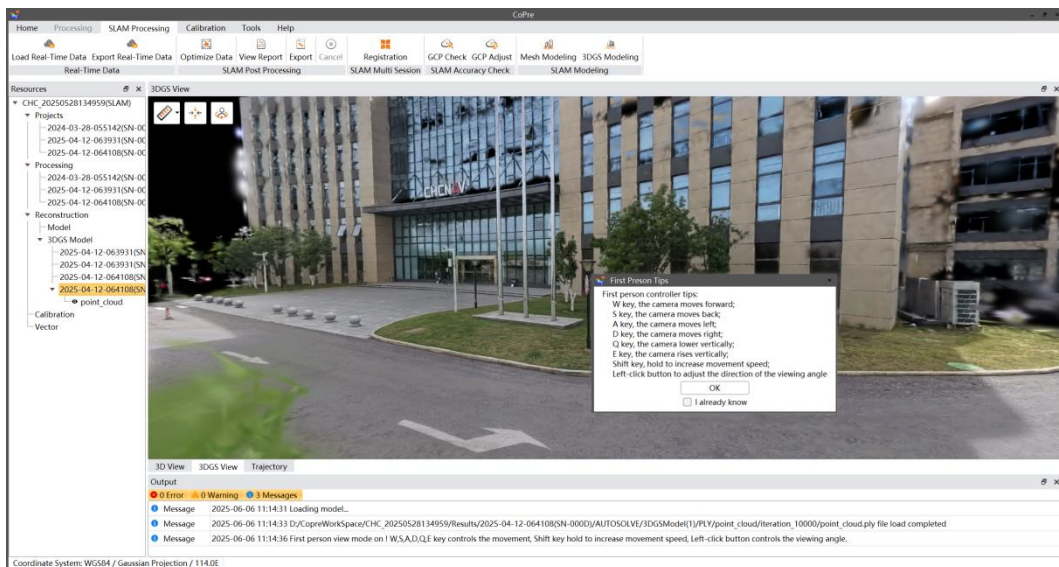 CoPre
Home Processing SLAM Processing Calibration Tools Help
Load Real-Time Data Export Real-Time Data Optimize Data View Report Export Cancel Registration GCP Check GCP Adjust Mesh Modeling 3DGS Modeling
Real-Time Data SLAM Post Processing SLAM Multi Session SLAM Accuracy Check SLAM Modeling
Resources
CHC_20250528134959(SLAM)
Projects
2024-03-28-055142(SN-00
2025-04-12-063931(SN-00
2025-04-12-064108(SN-00
Processing
2024-03-28-055142(SN-00
2025-04-12-063931(SN-00
2025-04-12-064108(SN-00
Reconstruction
Model
3DGS Model
2025-04-12-063931(SN
2025-04-12-063931(SN
2025-04-12-064108(SN
2025-04-12-064108(SN
point_cloud
Calibration
Vector
3DGS View
CHCNAV
First Preson Tips
First person controller tips:
W key, the camera moves forward;
S key, the camera moves back;
A key, the camera moves left;
D key, the camera moves right;
Q key, the camera lower vertically;
E key, the camera rises vertically;
Shift key, hold to increase movement speed;
Left-click button to adjust the direction of the viewing angle
OK
I already know
3D View 3DGS View Trajectory
Output
0 Error 0 Warning 3 Messages
Message 2025-06-06 11:14:31 Loading model...
Message 2025-06-06 11:14:33 D:/CopreWorkSpace/CHC_20250528134959/Results/2025-04-12-064108(SN-000D)/AUTOSOLVE/3DGSModel(1)/PLY/point_cloud/iteration_10000/point_cloud.ply file load completed
Message 2025-06-06 11:14:36 First person view mode on ! W,S,A,D,Q,E key controls the movement, Shift key hold to increase movement speed, Left-click button controls the viewing angle.
Coordinate System: WGS84 / Gaussian Projection / 114.0E